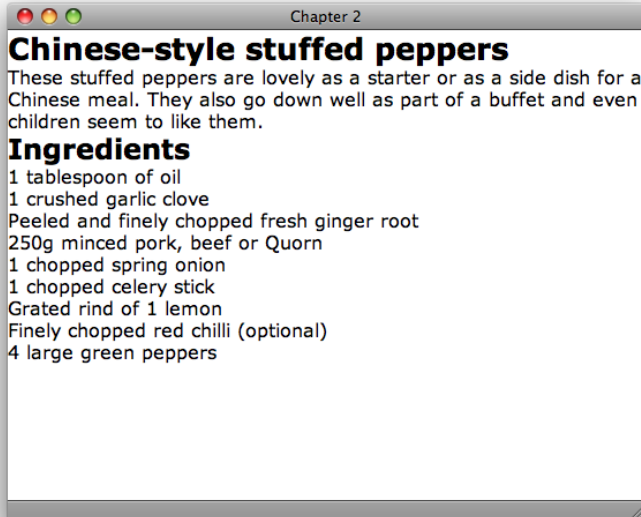 Chapter 2
Chinese-style stuffed peppers
These stuffed peppers are lovely as a starter or as a side dish for a
Chinese meal. They also go down well as part of a buffet and even
children seem to like them.
Ingredients
1 tablespoon of oil
1 crushed garlic clove
Peeled and finely chopped fresh ginger root
250g minced pork, beef or Quorn
1 chopped spring onion
1 chopped celery stick
Grated rind of 1 lemon
Finely chopped red chilli (optional)
4 large green peppers